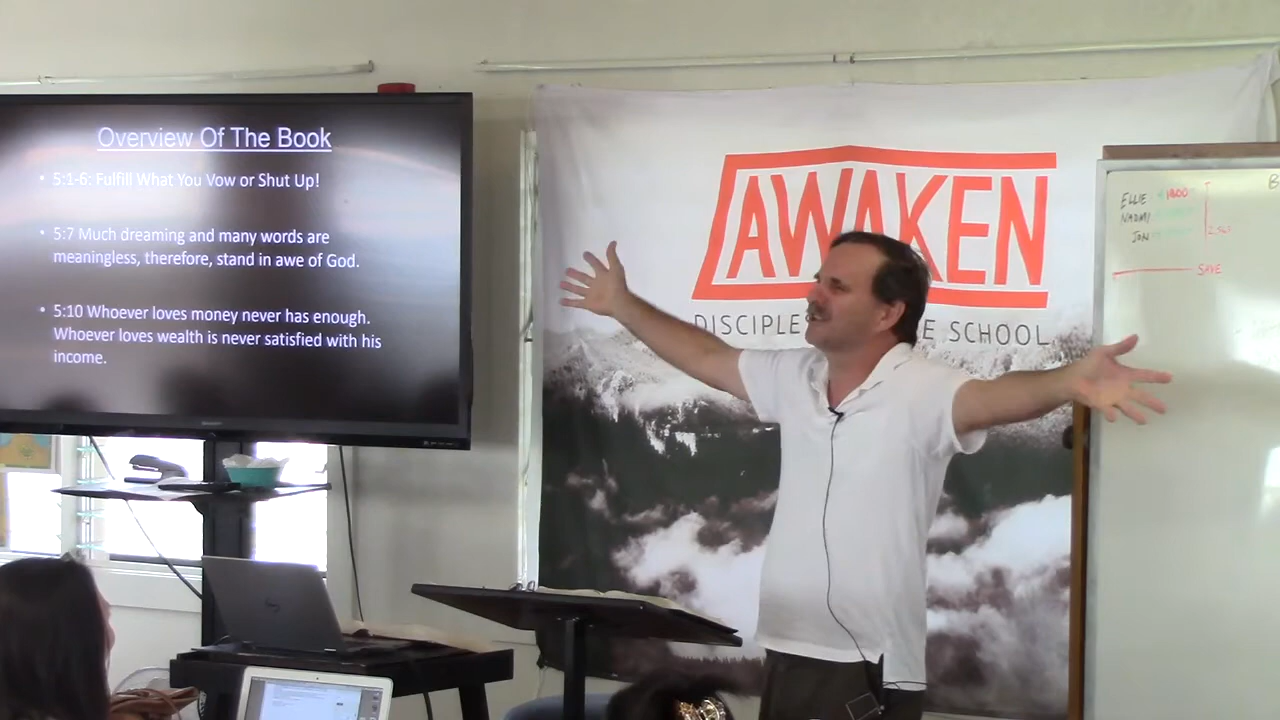 Overview Of The Book
• 5:1-6: Fulfill What You Vow or Shut Up!
• 5:7 Much dreaming and many words are
meaningless, therefore, stand in awe of God.
• 5:10 Whoever loves money never has enough.
Whoever loves wealth is never satisfied with his
income.
AWAKEN
DISCIPLE E SCHOOL
ELLIE 1800
NAOMI
JON
SAVE
B